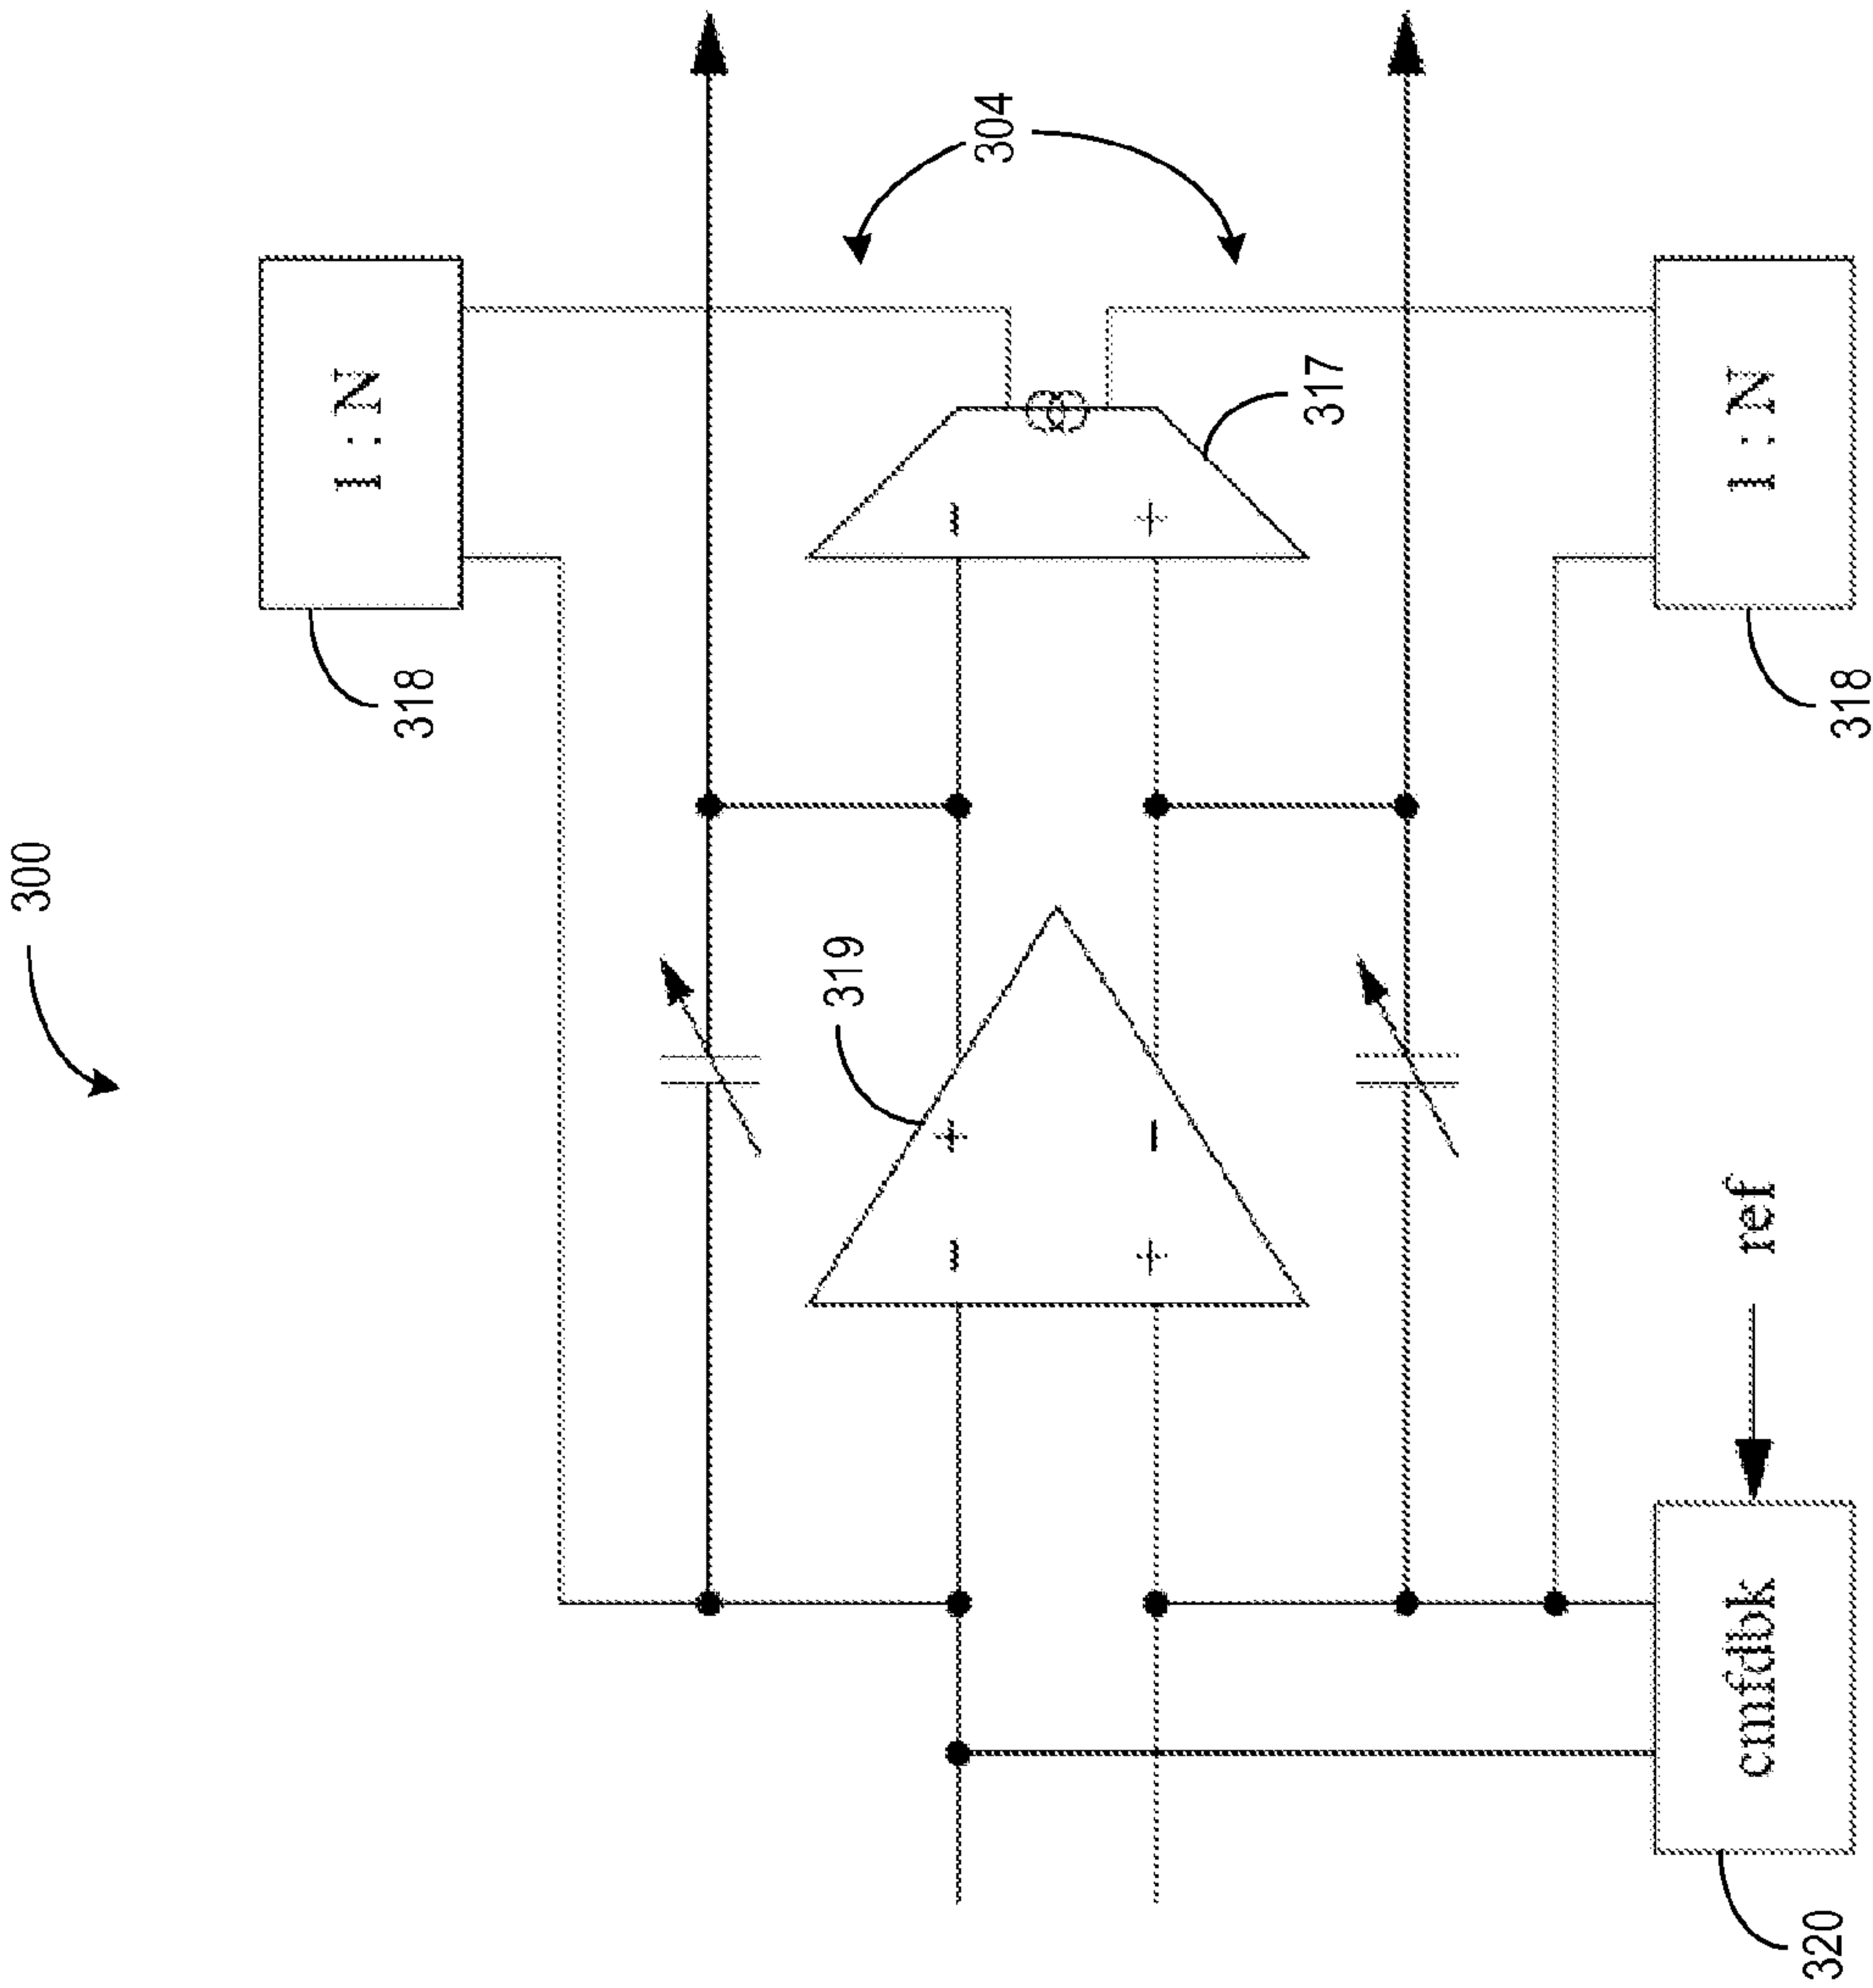 300
318
1 : N
304
319
317
- +
+ -
- +
318
1 : N
ref
cmfdbk
320